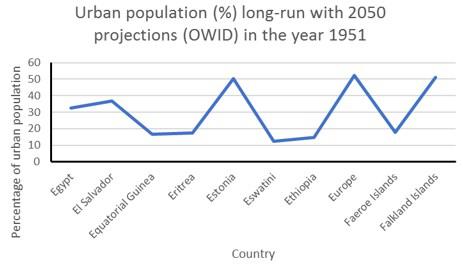 Urban population (%) long-run with 2050
projections (OWID) in the year 1951
Percentage of urban population
60
50
40
30
20
10
0
Egypt
El Salvador
Equatorial Guinea
Eritrea
Estonia
Eswatini
Ethiopia
Europe
Faeroe Islands
Falkland Islands
Country